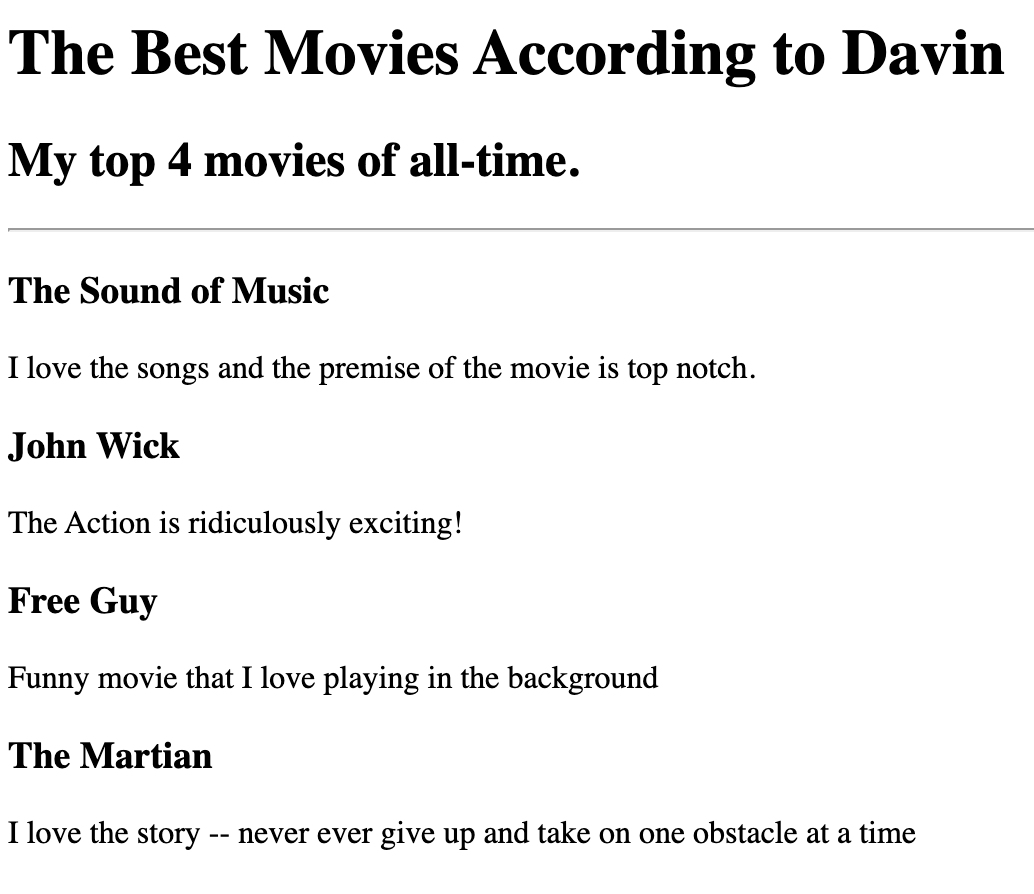 The Best Movies According to Davin
My top 4 movies of all-time.
The Sound of Music
I love the songs and the premise of the movie is top notch.
John Wick
The Action is ridiculously exciting!
Free Guy
Funny movie that I love playing in the background
The Martian
I love the story -- never ever give up and take on one obstacle at a time